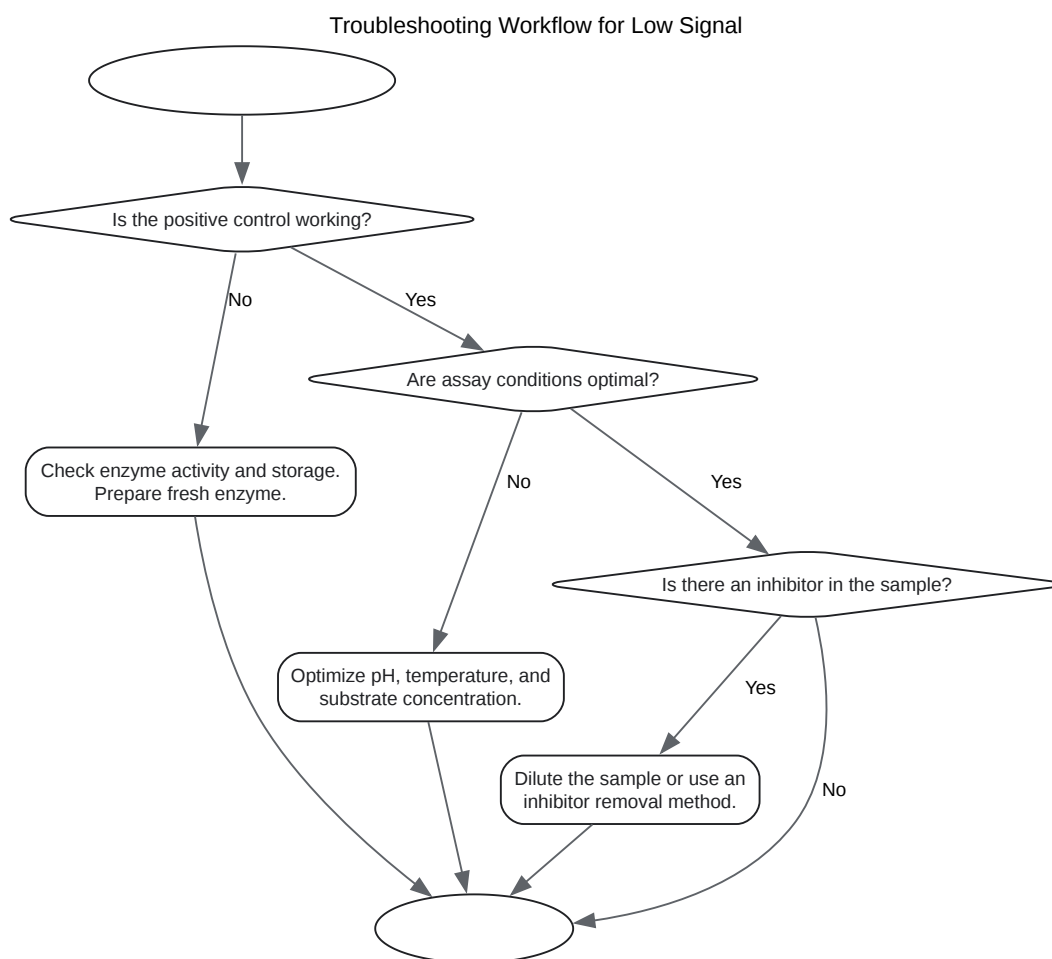 Troubleshooting Workflow for Low Signal
Is the positive control working?
No
Yes
Are assay conditions optimal?
Check enzyme activity and storage.
Prepare fresh enzyme.
No
Yes
Is there an inhibitor in the sample?
Optimize pH, temperature, and
substrate concentration.
Yes
Dilute the sample or use an
inhibitor removal method.
No